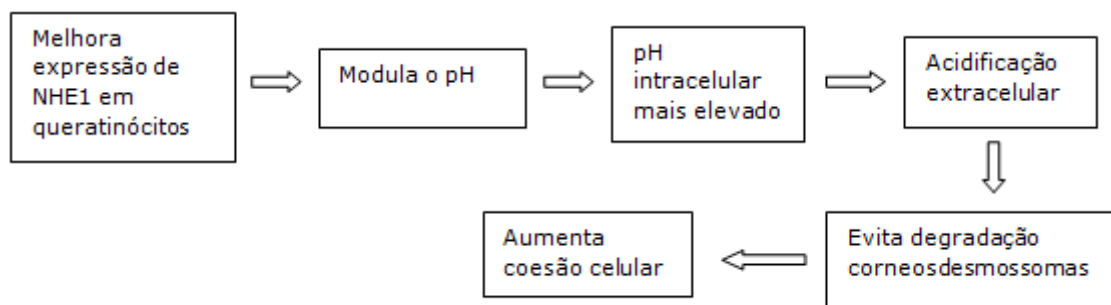 Melhora
expressão de
NHE1 em
queratinócitos
Modula o pH
pH
intracelular
mais elevado
Acidificação
extracelular
Evita degradação
corneosdesmossomas
Aumenta
coesão celular